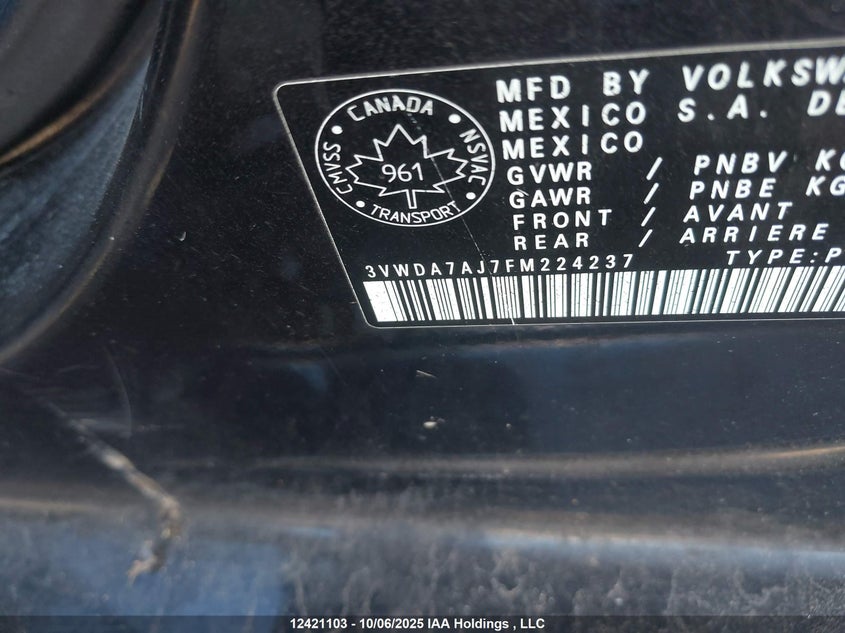 CANADA
CMVSS
NSVAC
961
TRANSPORT
MFD BY VOLKSWA
MEXICO S.A. DE
MEXICO
GVWR / PNBV KG
GAWR / PNBE KG
FRONT / AVANT
REAR / ARRIERE
3VWDA7AJ7FM224237 TYPE:P
12421103 - 10/06/2025 IAA Holdings , LLC